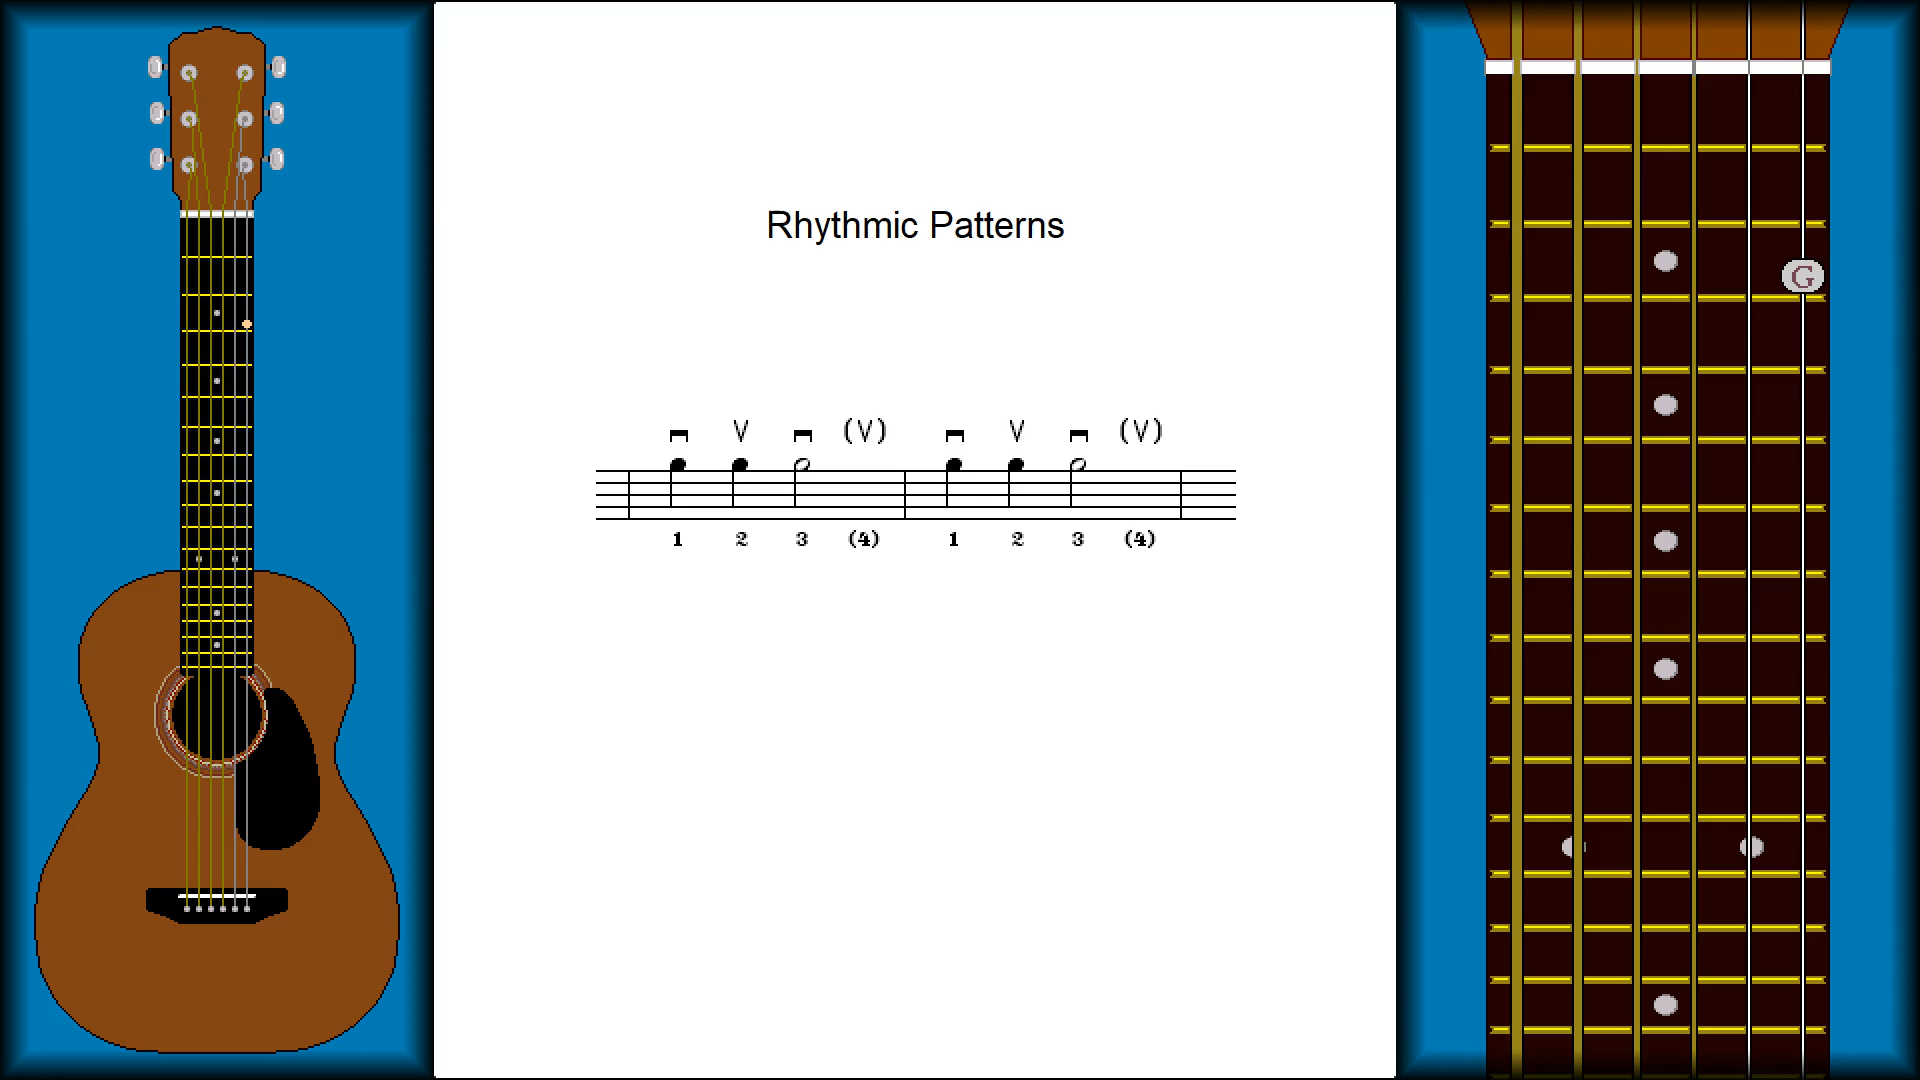 Rhythmic Patterns
V (V) V (V)
1 2 3 (4) 1 2 3 (4)
G